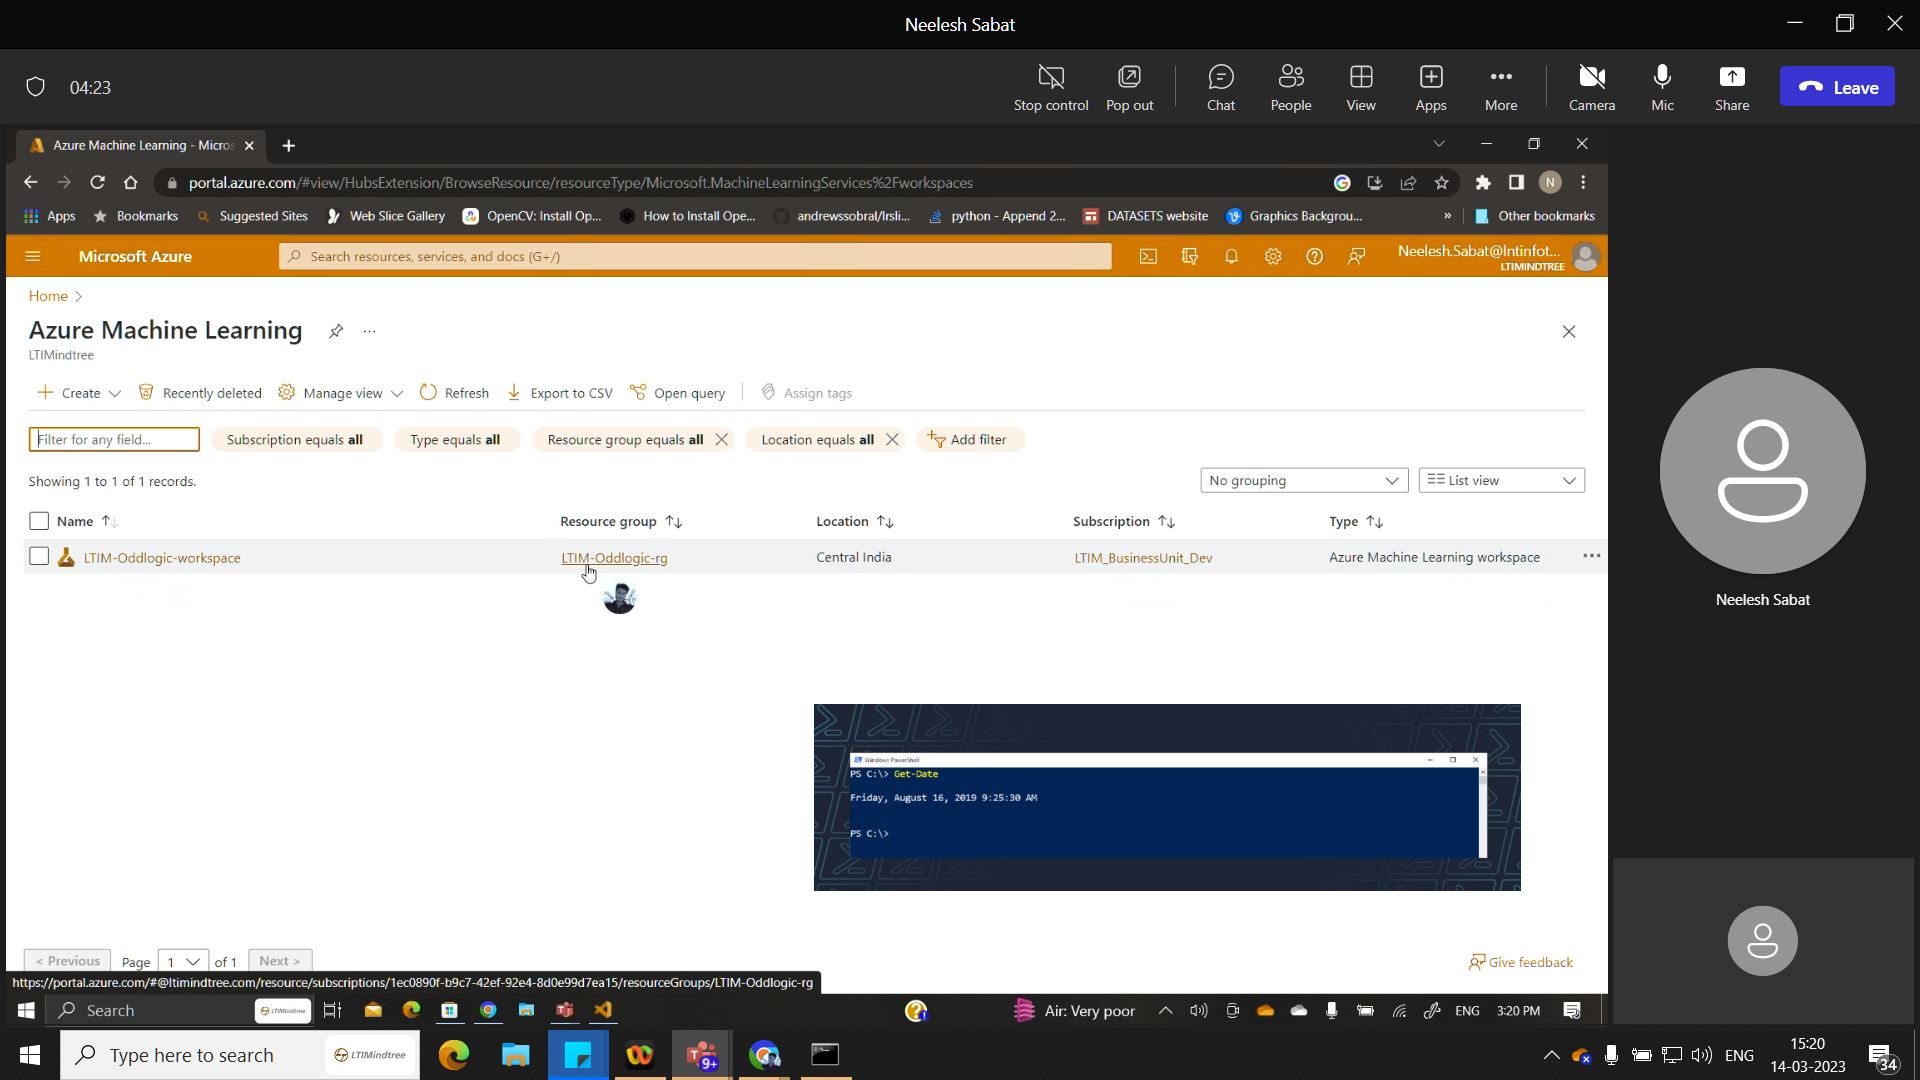 Neelesh Sabat
04:23
Stop control
Pop out
Chat
People
View
Apps
More
Camera
Mic
Share
Leave
Azure Machine Learning - Micros
portal.azure.com/#view/HubsExtension/BrowseResource/resourceType/Microsoft.MachineLearningServices%2Fworkspaces
N
Apps
Bookmarks
Suggested Sites
Web Slice Gallery
OpenCV: Install Op...
How to Install Ope...
andrewssobral/lrsli...
python - Append 2...
DATASETS website
Graphics Backgrou...
»
Other bookmarks
Microsoft Azure
Search resources, services, and docs (G+/)
Neelesh.Sabat@lntinfot...
LTIMINDTREE
Home >
Azure Machine Learning
LTIMindtree
Create
Recently deleted
Manage view
Refresh
Export to CSV
Open query
Assign tags
Filter for any field...
Subscription equals all
Type equals all
Resource group equals all
Location equals all
Add filter
Showing 1 to 1 of 1 records.
No grouping
List view
Name
Resource group
Location
Subscription
Type
LTIM-Oddlogic-workspace
LTIM-Oddlogic-rg
Central India
LTIM_BusinessUnit_Dev
Azure Machine Learning workspace
Neelesh Sabat
Windows PowerShell
PS C:\> Get-Date
Friday, August 16, 2019 9:25:30 AM
PS C:\>
< Previous
Page 1 of 1
Next >
Give feedback
https://portal.azure.com/#@ltimindtree.com/resource/subscriptions/1ec0890f-b9c7-42ef-92e4-8d0e99d7ea15/resourceGroups/LTIM-Oddlogic-rg
Search
LTIMindtree
Air: Very poor
ENG
3:20 PM
Type here to search
LTIMindtree
9+
ENG
15:20
14-03-2023
34